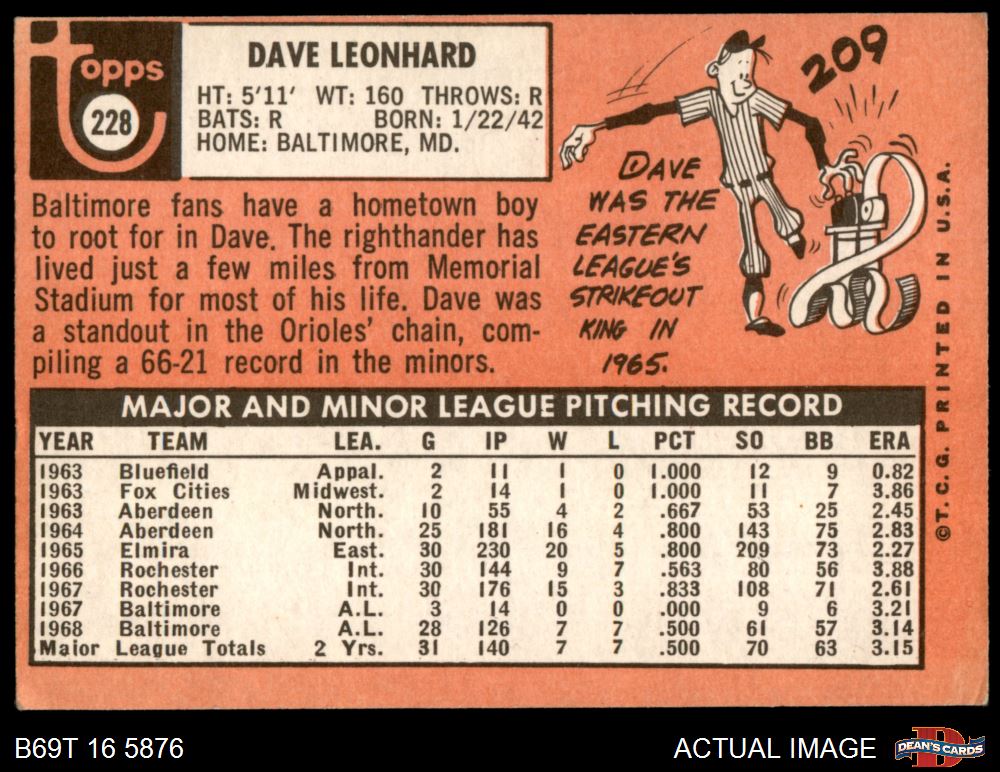 topps
228
DAVE LEONHARD
HT: 5'11' WT: 160 THROWS: R
BATS: R BORN: 1/22/42
HOME: BALTIMORE, MD.
209
DAVE
WAS THE
EASTERN
LEAGUE'S
STRIKEOUT
KING IN
1965.
Baltimore fans have a hometown boy
to root for in Dave. The righthander has
lived just a few miles from Memorial
Stadium for most of his life. Dave was
a standout in the Orioles' chain, com-
piling a 66-21 record in the minors.
MAJOR AND MINOR LEAGUE PITCHING RECORD
YEAR TEAM LEA. G IP W L PCT SO BB ERA
1963 Bluefield Appal. 2 11 1 0 1.000 12 9 0.82
1963 Fox Cities Midwest. 2 14 1 0 1.000 11 7 3.86
1963 Aberdeen North. 10 55 4 2 .667 53 25 2.45
1964 Aberdeen North. 25 181 16 4 .800 143 75 2.83
1965 Elmira East. 30 230 20 5 .800 209 73 2.27
1966 Rochester Int. 30 144 9 7 .563 80 56 3.88
1967 Rochester Int. 30 176 15 3 .833 108 71 2.61
1967 Baltimore A.L. 3 14 0 0 .000 9 6 3.21
1968 Baltimore A.L. 28 126 7 7 .500 61 57 3.14
Major League Totals 2 Yrs. 31 140 7 7 .500 70 63 3.15
©T. C. G. PRINTED IN U.S.A.
B69T 16 5876
ACTUAL IMAGE
D
DEAN'S CARDS